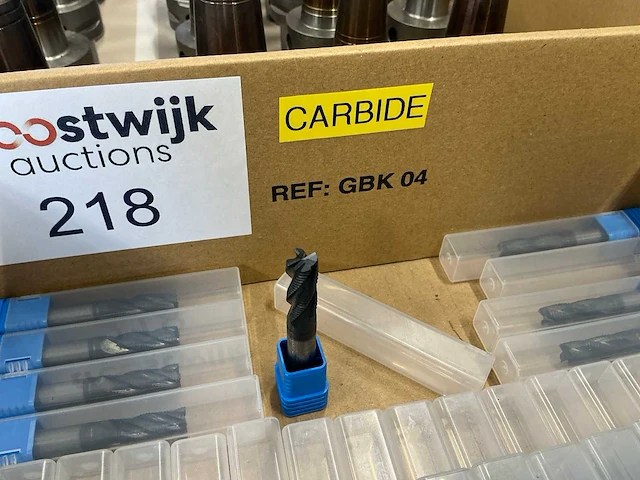 oostwijk
auctions
218
CARBIDE
REF: GBK 04